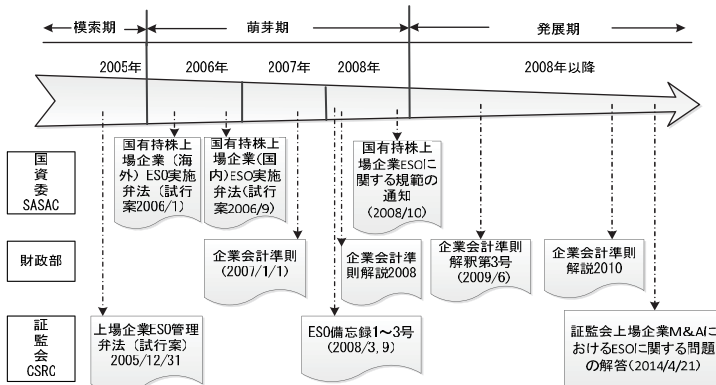 模索期
萌芽期
発展期
2005年
2006年
2007年
2008年
2008年以降
国資委
SASAC
国有持株上
場企業（海
外）ESO実施
弁法（試行
案2006/1）
国有持株上
場企業(国
内)ESO実施
弁法(試行
案2006/9）
国有持株上
場企業ESOに
関する規範の
通知
（2008/10）
財政部
企業会計準則
（2007/1/1）
企業会計準
則解説2008
企業会計準則
解釈第3号
（2009/6）
企業会計準則
解説2010
証監会
CSRC
上場企業ESO管理
弁法（試行案）
2005/12/31
ESO備忘録1～3号
（2008/3, 9）
証監会上場企業M&Aに
おけるESOに関する問題
の解答（2014/4/21）